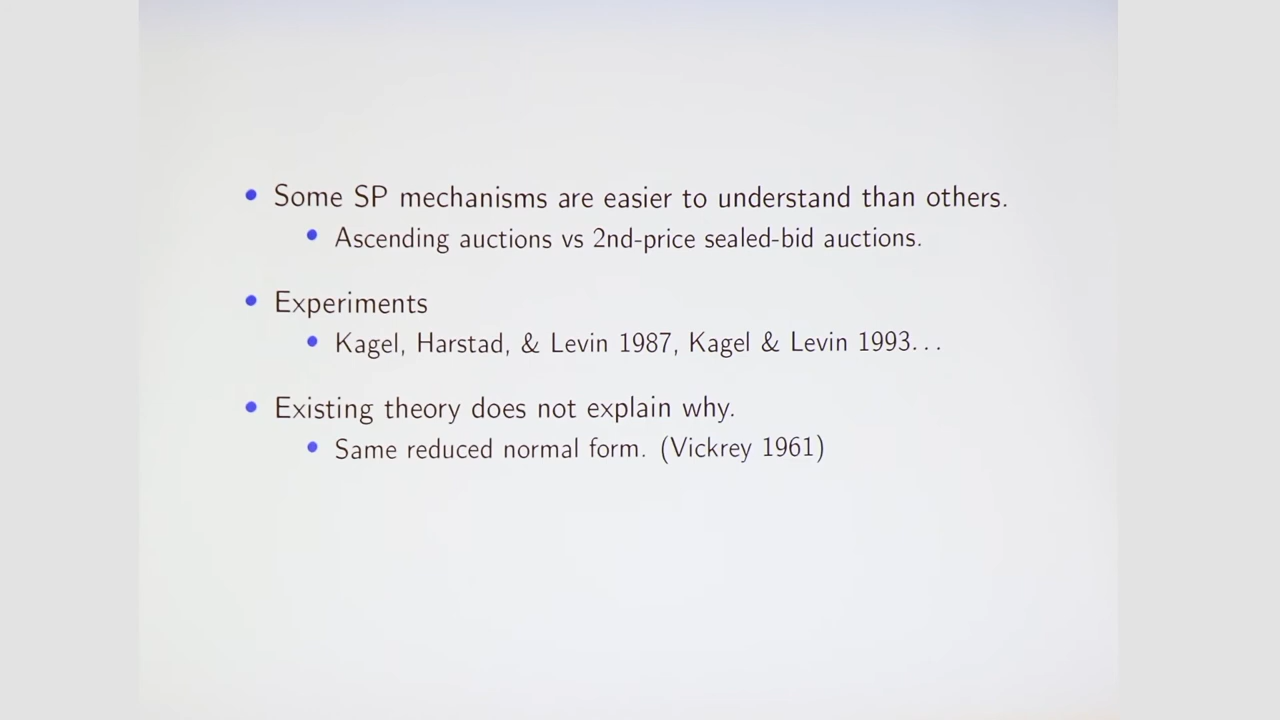 Some SP mechanisms are easier to understand than others.
Ascending auctions vs 2nd-price sealed-bid auctions.
Experiments
Kagel, Harstad, & Levin 1987, Kagel & Levin 1993...
Existing theory does not explain why.
Same reduced normal form. (Vickrey 1961)